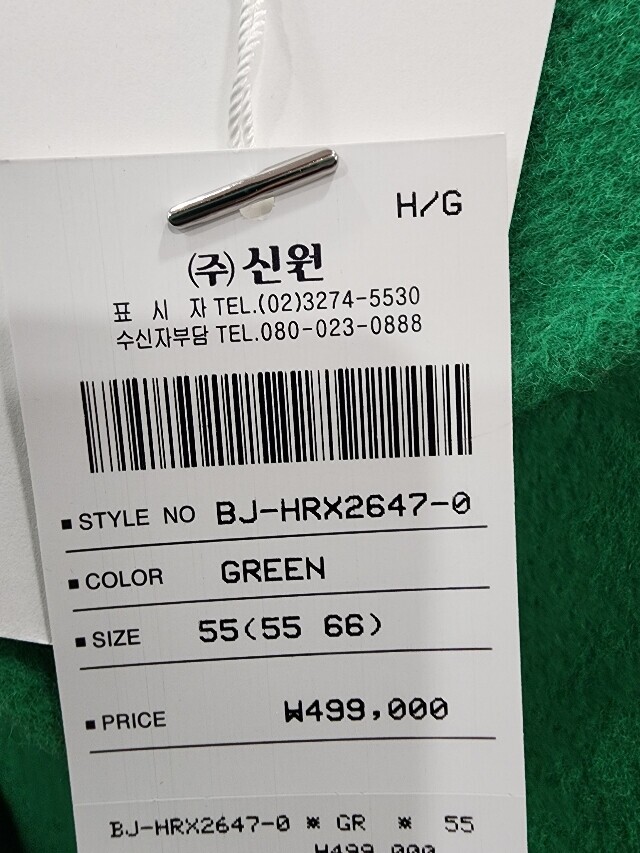 H/G
(주)신원
표 시 자 TEL.(02)3274-5530
수신자부담 TEL.080-023-0888
■ STYLE NO BJ-HRX2647-0
■ COLOR GREEN
■ SIZE 55(55 66)
■ PRICE ₩499,000
BJ-HRX2647-0 ※ GR ※ 55
₩499,000